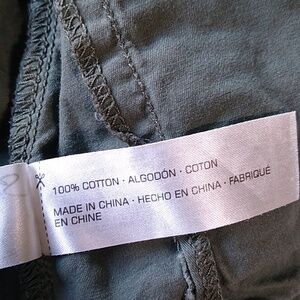 100% COTTON · ALGODÓN · COTON
MADE IN CHINA · HECHO EN CHINA · FABRIQUÉ
EN CHINE